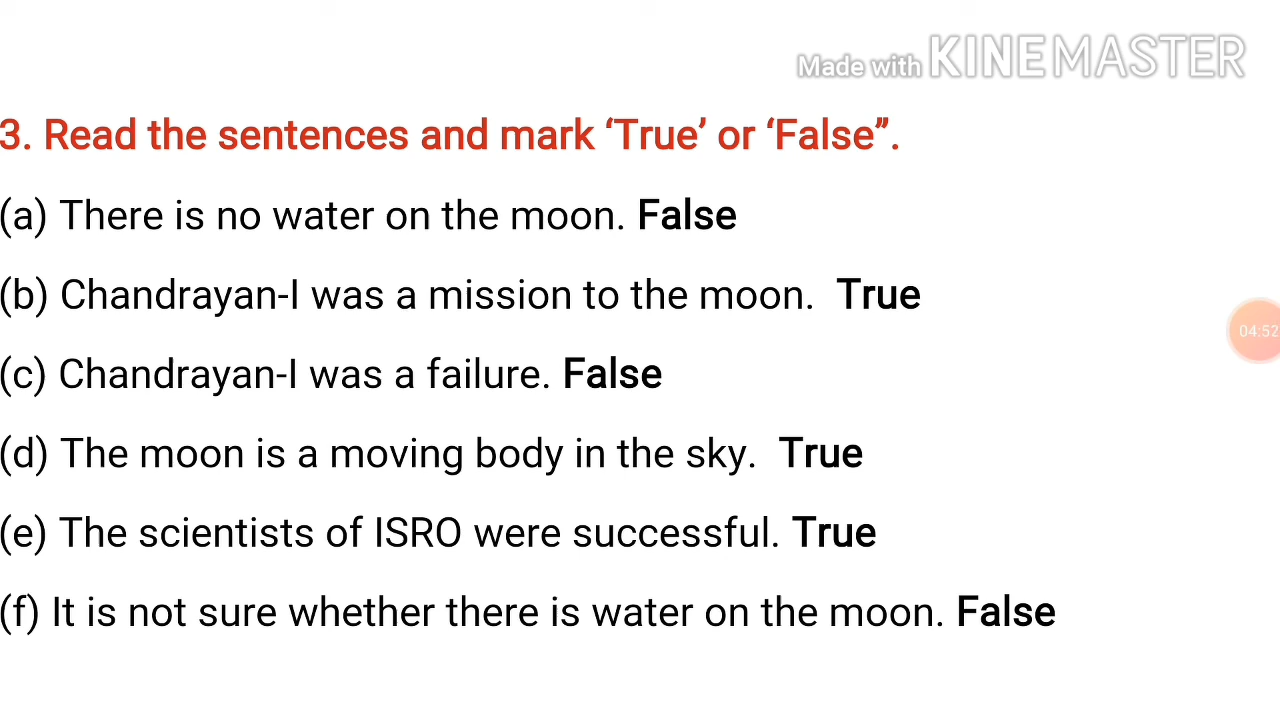 Made with KINEMASTER
3. Read the sentences and mark ‘True’ or ‘False”.
(a) There is no water on the moon. False
(b) Chandrayan-I was a mission to the moon. True
04:52
(c) Chandrayan-I was a failure. False
(d) The moon is a moving body in the sky. True
(e) The scientists of ISRO were successful. True
(f) It is not sure whether there is water on the moon. False